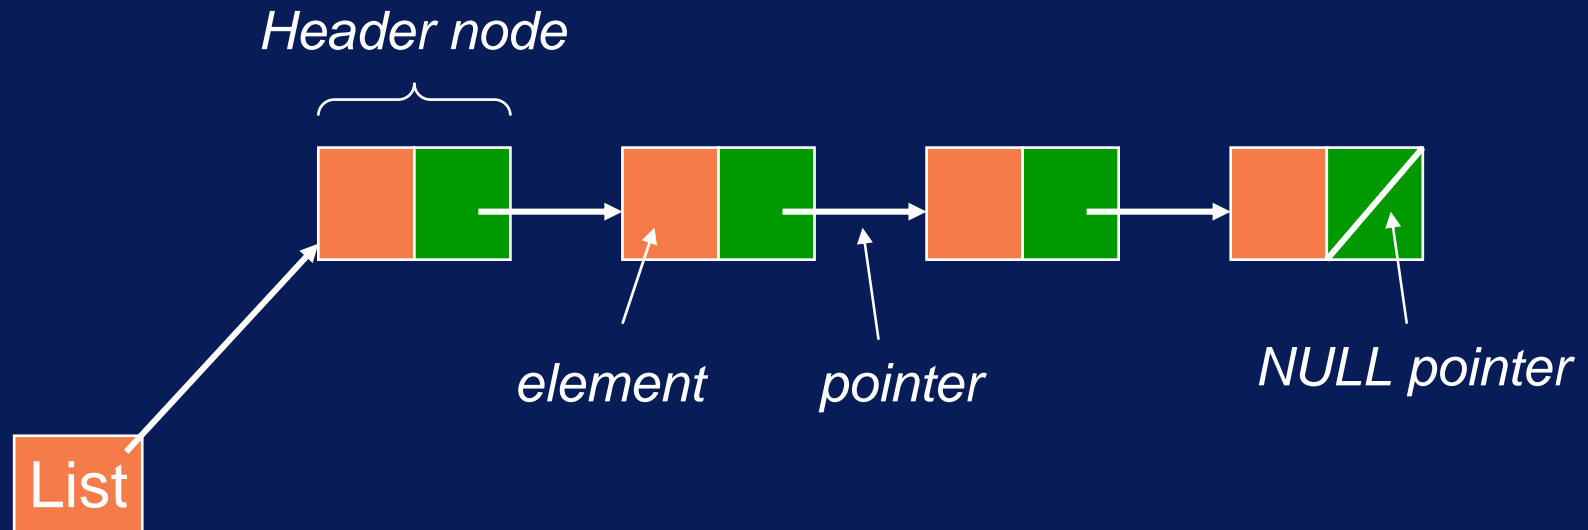 Header node
element
pointer
NULL pointer
List